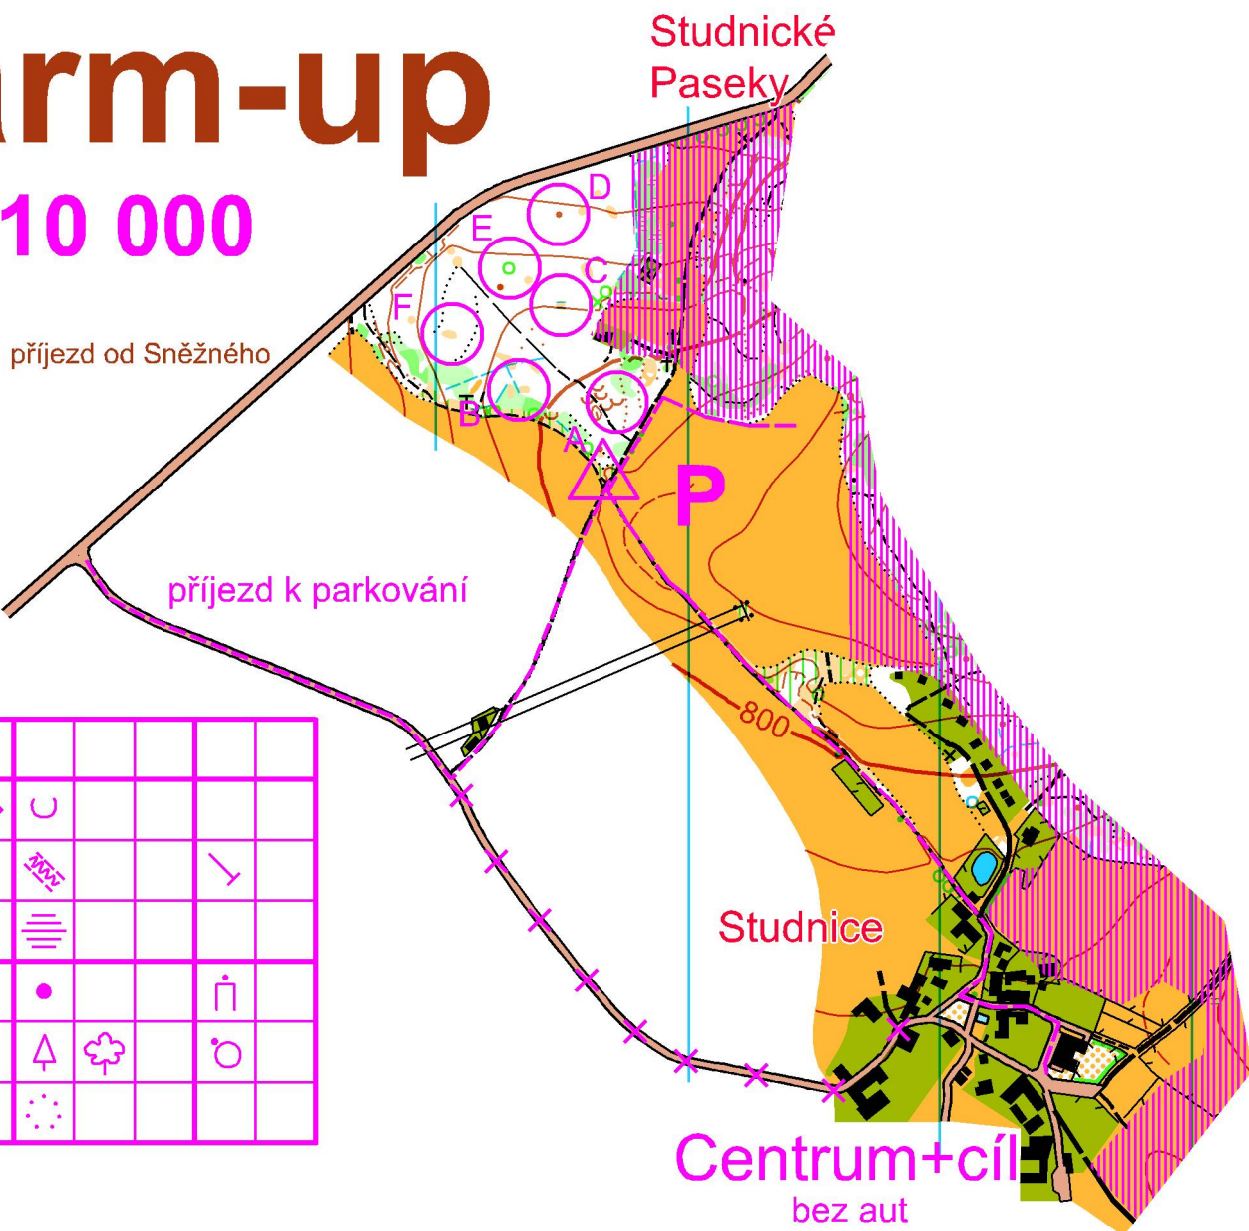 arm-up
10 000
Studnické
Paseky
D
E
C
F
příjezd od Sněžného
B
A
P
příjezd k parkování
800
Studnice
Centrum+cíl
bez aut